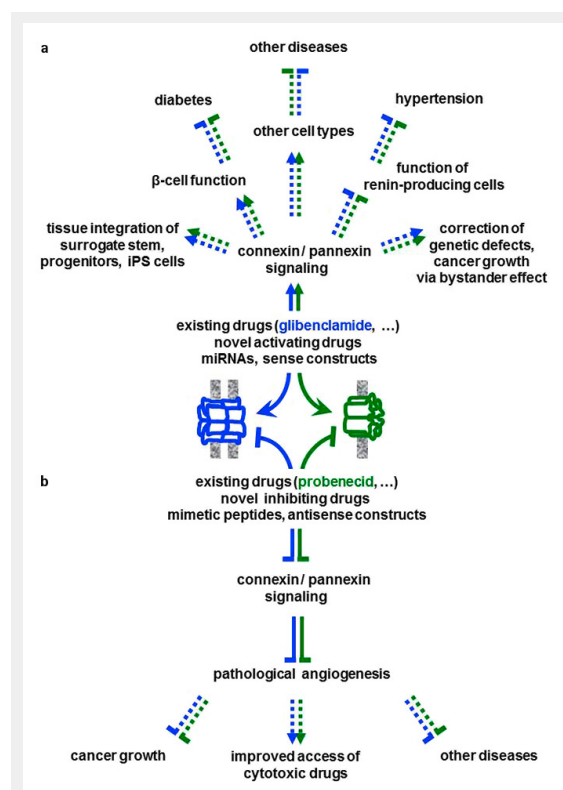 a
other diseases
diabetes
hypertension
other cell types
β-cell function
function of
renin-producing cells
tissue integration of
surrogate stem,
progenitors, iPS cells
connexin / pannexin
signaling
correction of
genetic defects,
cancer growth
via bystander effect
existing drugs (glibenclamide, ...)
novel activating drugs
miRNAs, sense constructs
b
existing drugs (probenecid, ...)
novel inhibiting drugs
mimetic peptides, antisense constructs
connexin / pannexin
signaling
pathological angiogenesis
cancer growth
improved access of
cytotoxic drugs
other diseases